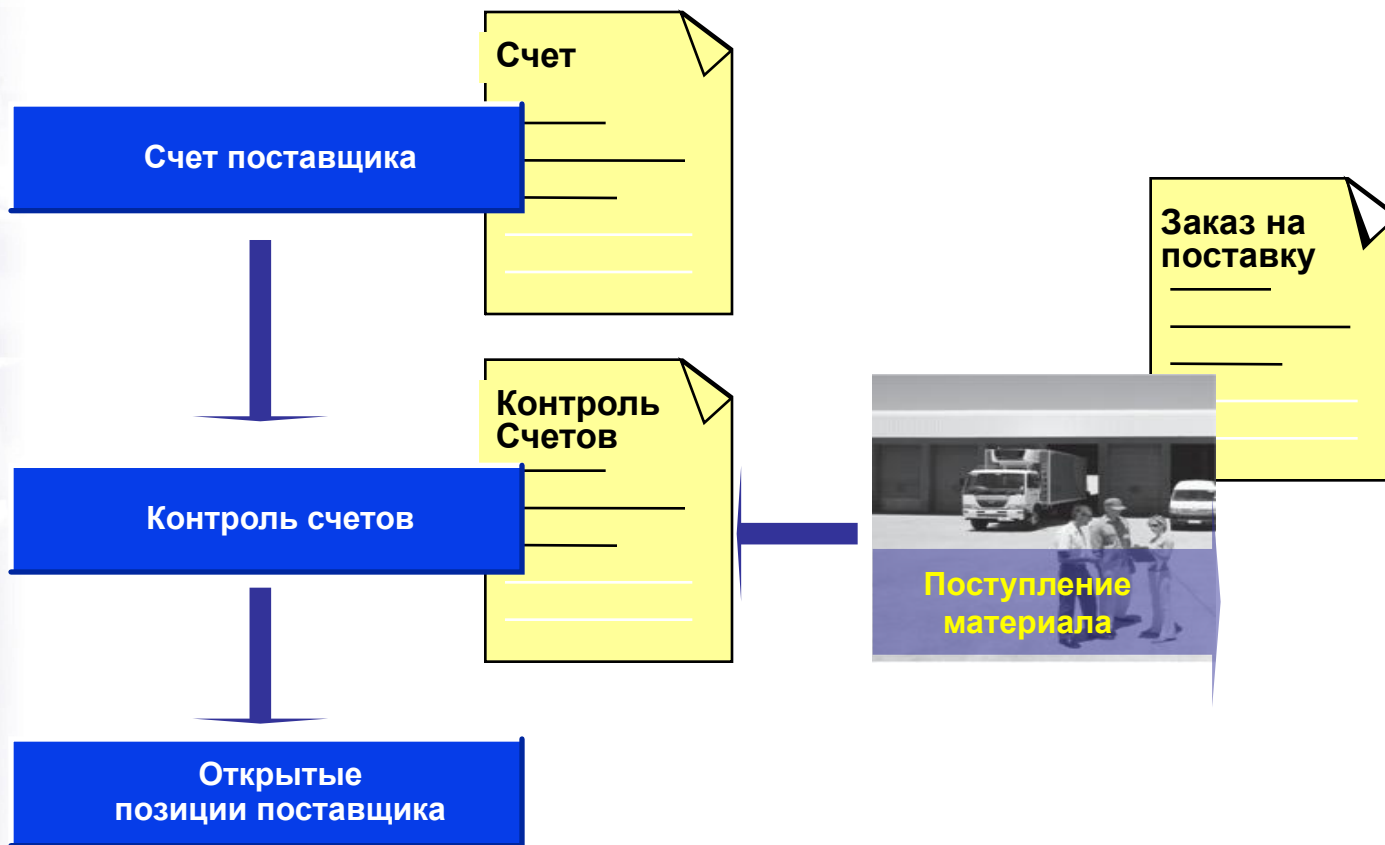 Счет
Счет поставщика
Заказ на
поставку
Контроль
Счетов
Контроль счетов
Поступление
материала
Открытые
позиции поставщика